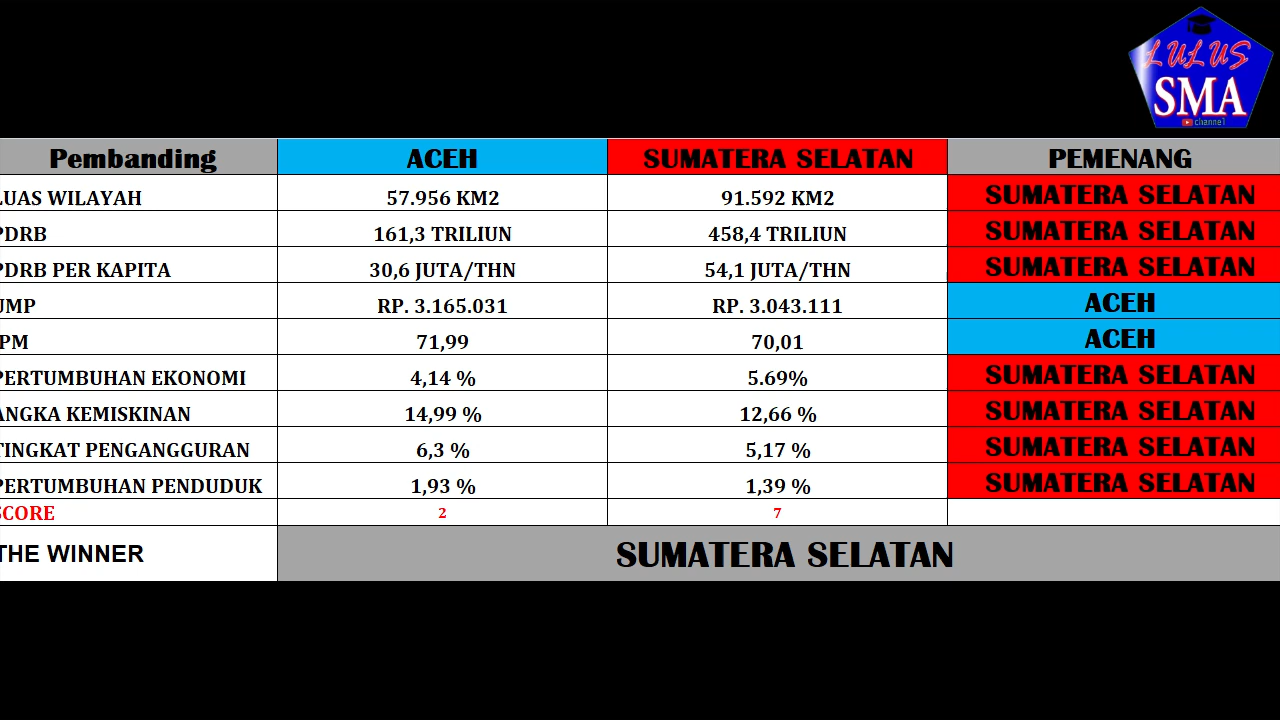 LULUS
SMA
channel
Pembanding ACEH SUMATERA SELATAN PEMENANG
LUAS WILAYAH 57.956 KM2 91.592 KM2 SUMATERA SELATAN
PDRB 161,3 TRILIUN 458,4 TRILIUN SUMATERA SELATAN
PDRB PER KAPITA 30,6 JUTA/THN 54,1 JUTA/THN SUMATERA SELATAN
UMP RP. 3.165.031 RP. 3.043.111 ACEH
IPM 71,99 70,01 ACEH
PERTUMBUHAN EKONOMI 4,14 % 5.69% SUMATERA SELATAN
ANGKA KEMISKINAN 14,99 % 12,66 % SUMATERA SELATAN
TINGKAT PENGANGGURAN 6,3 % 5,17 % SUMATERA SELATAN
PERTUMBUHAN PENDUDUK 1,93 % 1,39 % SUMATERA SELATAN
SCORE 2 7
THE WINNER SUMATERA SELATAN